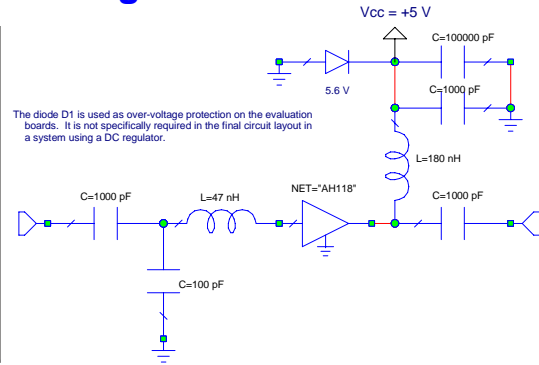 Vcc = +5 V
C=100000 pF
5.6 V
C=1000 pF
The diode D1 is used as over-voltage protection on the evaluation
boards. It is not specifically required in the final circuit layout in
a system using a DC regulator.
L=180 nH
NET="AH118"
C=1000 pF
L=47 nH
C=1000 pF
C=100 pF